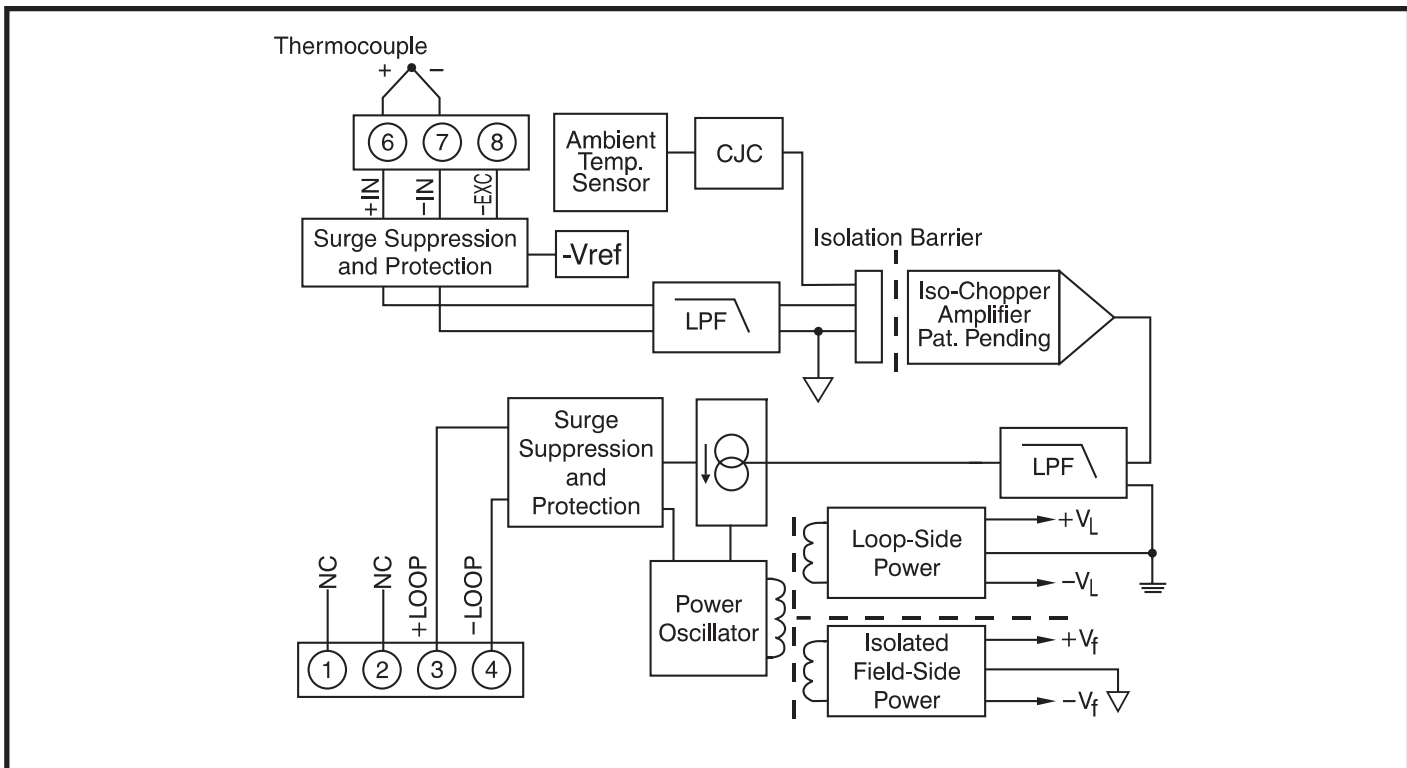 Thermocouple
+ −
6 7 8
+IN
−IN
−EXC
Surge Suppression
and Protection
-Vref
Ambient
Temp.
Sensor
CJC
LPF
Isolation Barrier
Iso-Chopper
Amplifier
Pat. Pending
Surge
Suppression
and
Protection
LPF
Power
Oscillator
Loop-Side
Power
+VL
−VL
Isolated
Field-Side
Power
+Vf
−Vf
NC
NC
+LOOP
−LOOP
1 2 3 4